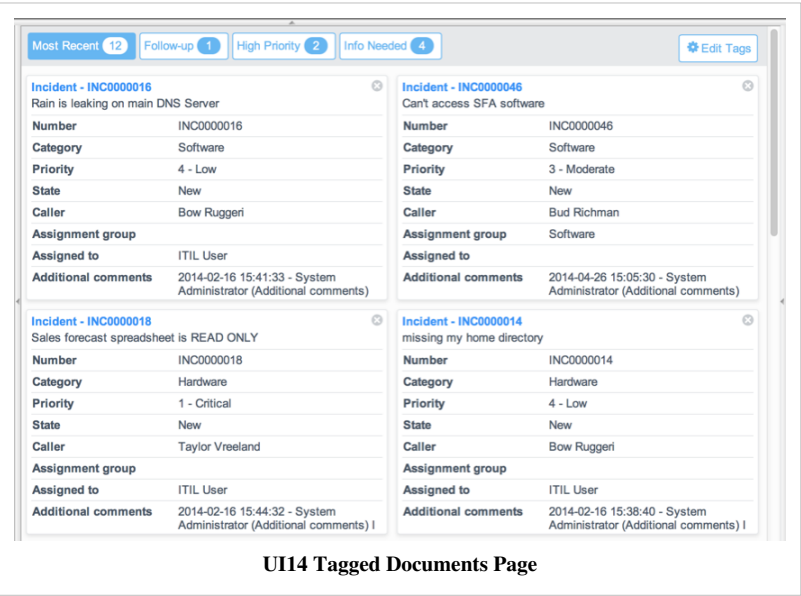 Most Recent 12 Follow-up 1 High Priority 2 Info Needed 4 Edit Tags
Incident - INC0000016
Rain is leaking on main DNS Server
Number INC0000016
Category Software
Priority 4 - Low
State New
Caller Bow Ruggeri
Assignment group
Assigned to ITIL User
Additional comments 2014-02-16 15:41:33 - System
Administrator (Additional comments)
Incident - INC0000046
Can't access SFA software
Number INC0000046
Category Software
Priority 3 - Moderate
State New
Caller Bud Richman
Assignment group Software
Assigned to
Additional comments 2014-04-26 15:05:30 - System
Administrator (Additional comments)
Incident - INC0000018
Sales forecast spreadsheet is READ ONLY
Number INC0000018
Category Hardware
Priority 1 - Critical
State New
Caller Taylor Vreeland
Assignment group
Assigned to ITIL User
Additional comments 2014-02-16 15:44:32 - System
Administrator (Additional comments) I
Incident - INC0000014
missing my home directory
Number INC0000014
Category Hardware
Priority 4 - Low
State New
Caller Bow Ruggeri
Assignment group
Assigned to ITIL User
Additional comments 2014-02-16 15:38:40 - System
Administrator (Additional comments) I
UI14 Tagged Documents Page